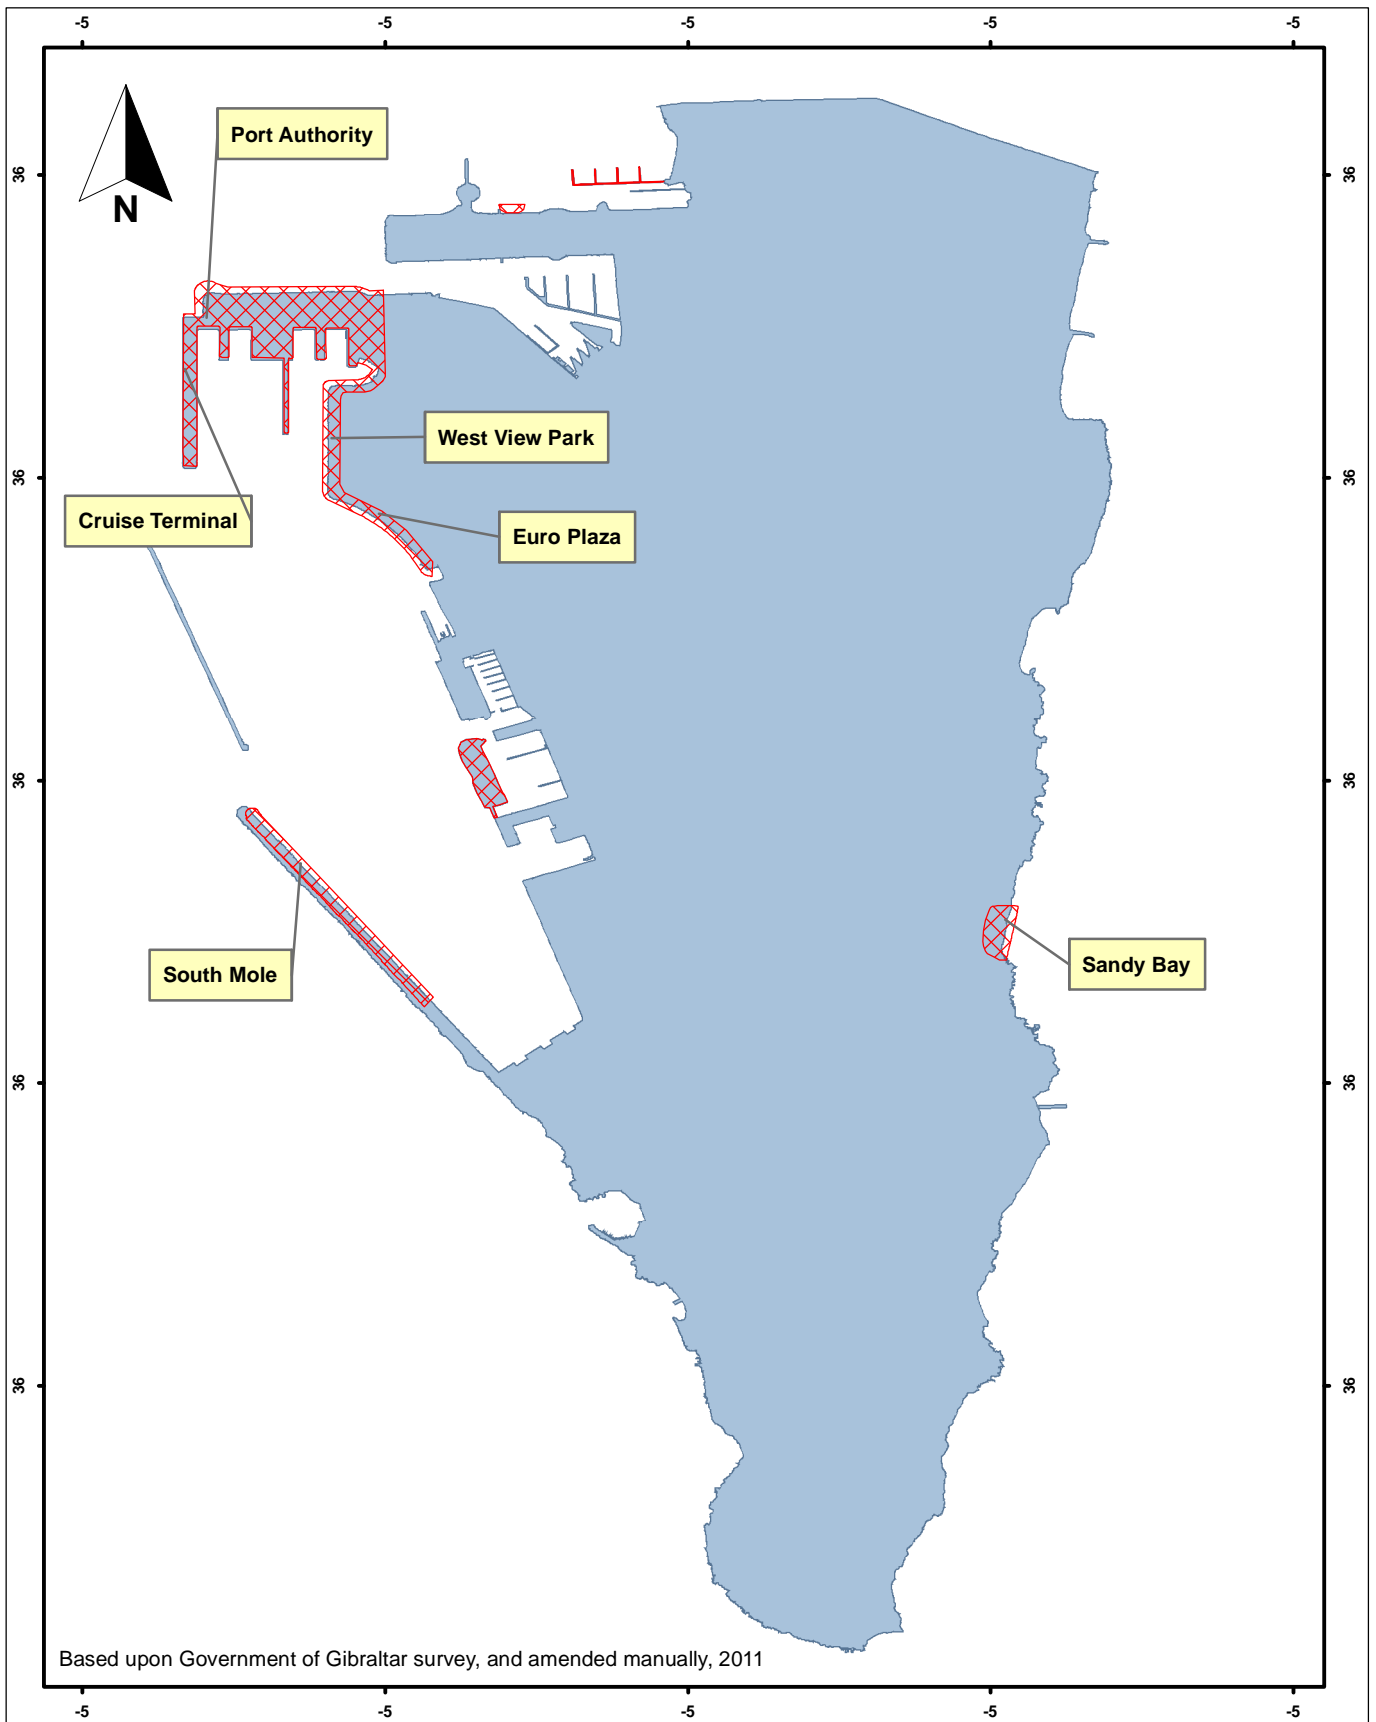 -5 -5 -5 -5 -5
Port Authority
36 36
N
West View Park
36 36
Cruise Terminal
Euro Plaza
36 36
South Mole
Sandy Bay
36 36
36 36
Based upon Government of Gibraltar survey, and amended manually, 2011
-5 -5 -5 -5 -5